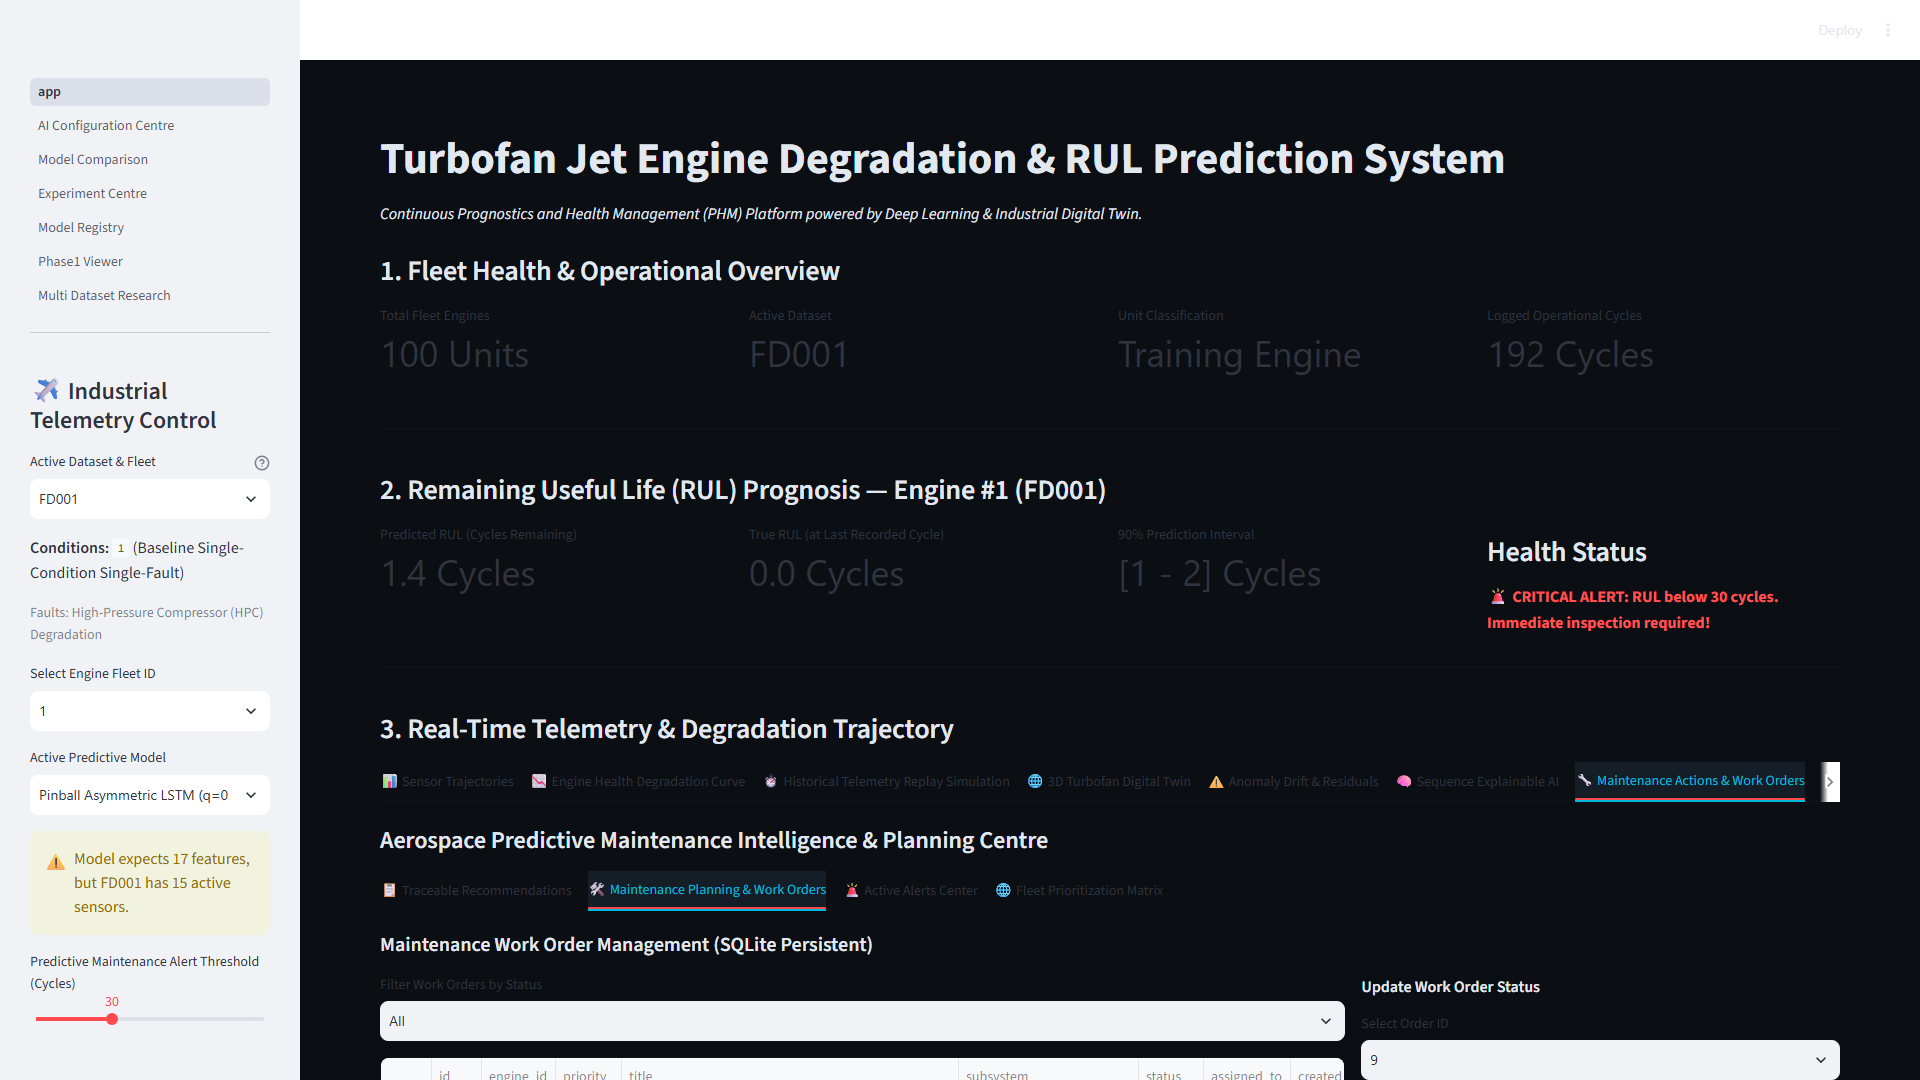 Deploy
app
AI Configuration Centre
Model Comparison
Experiment Centre
Model Registry
Phase1 Viewer
Multi Dataset Research
Industrial
Telemetry Control
Active Dataset & Fleet
FD001
Conditions: 1 (Baseline Single-
Condition Single-Fault)
Faults: High-Pressure Compressor (HPC)
Degradation
Select Engine Fleet ID
1
Active Predictive Model
Pinball Asymmetric LSTM (q=0
Model expects 17 features,
but FD001 has 15 active
sensors.
Predictive Maintenance Alert Threshold
(Cycles)
30
Turbofan Jet Engine Degradation & RUL Prediction System
Continuous Prognostics and Health Management (PHM) Platform powered by Deep Learning & Industrial Digital Twin.
1. Fleet Health & Operational Overview
Total Fleet Engines Active Dataset Unit Classification Logged Operational Cycles
100 Units FD001 Training Engine 192 Cycles
2. Remaining Useful Life (RUL) Prognosis — Engine #1 (FD001)
Predicted RUL (Cycles Remaining) True RUL (at Last Recorded Cycle) 90% Prediction Interval
1.4 Cycles 0.0 Cycles [1 - 2] Cycles
Health Status
CRITICAL ALERT: RUL below 30 cycles.
Immediate inspection required!
3. Real-Time Telemetry & Degradation Trajectory
Sensor Trajectories Engine Health Degradation Curve Historical Telemetry Replay Simulation 3D Turbofan Digital Twin Anomaly Drift & Residuals Sequence Explainable AI Maintenance Actions & Work Orders
Aerospace Predictive Maintenance Intelligence & Planning Centre
Traceable Recommendations Maintenance Planning & Work Orders Active Alerts Center Fleet Prioritization Matrix
Maintenance Work Order Management (SQLite Persistent)
Filter Work Orders by Status
All
id engine_id priority title subsystem status assigned_to created
Update Work Order Status
Select Order ID
9